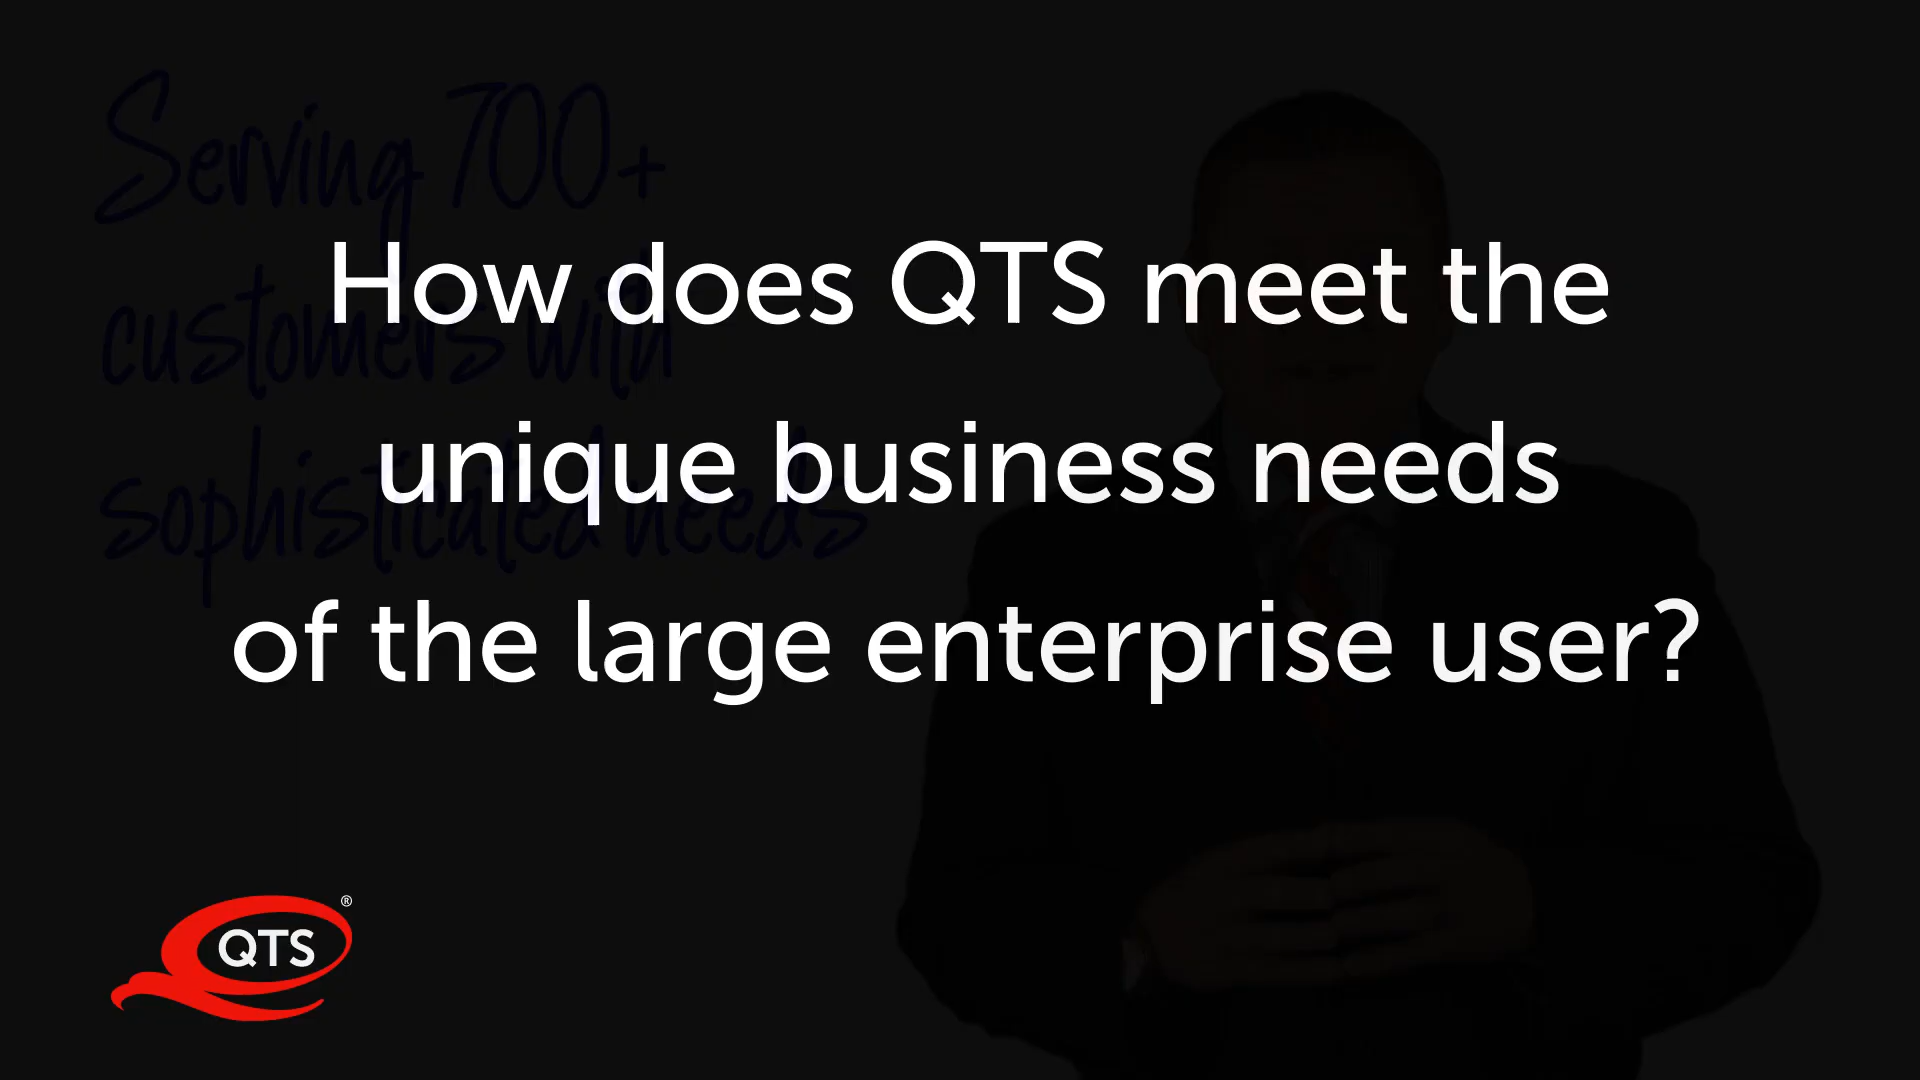 Serving 700+
customers with
sophisticated needs
How does QTS meet the
unique business needs
of the large enterprise user?
QTS®